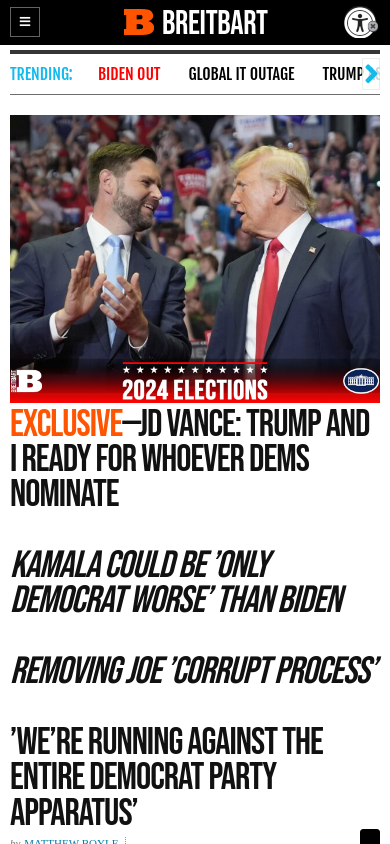 BREITBART
TRENDING: BIDEN OUT GLOBAL IT OUTAGE TRUMP
TRUMP
BREITBART B
2024 ELECTIONS
EXCLUSIVE—JD VANCE: TRUMP AND
I READY FOR WHOEVER DEMS
NOMINATE
KAMALA COULD BE ’ONLY
DEMOCRAT WORSE’ THAN BIDEN
REMOVING JOE ’CORRUPT PROCESS’
’WE’RE RUNNING AGAINST THE
ENTIRE DEMOCRAT PARTY
APPARATUS’
by MATTHEW BOYLE